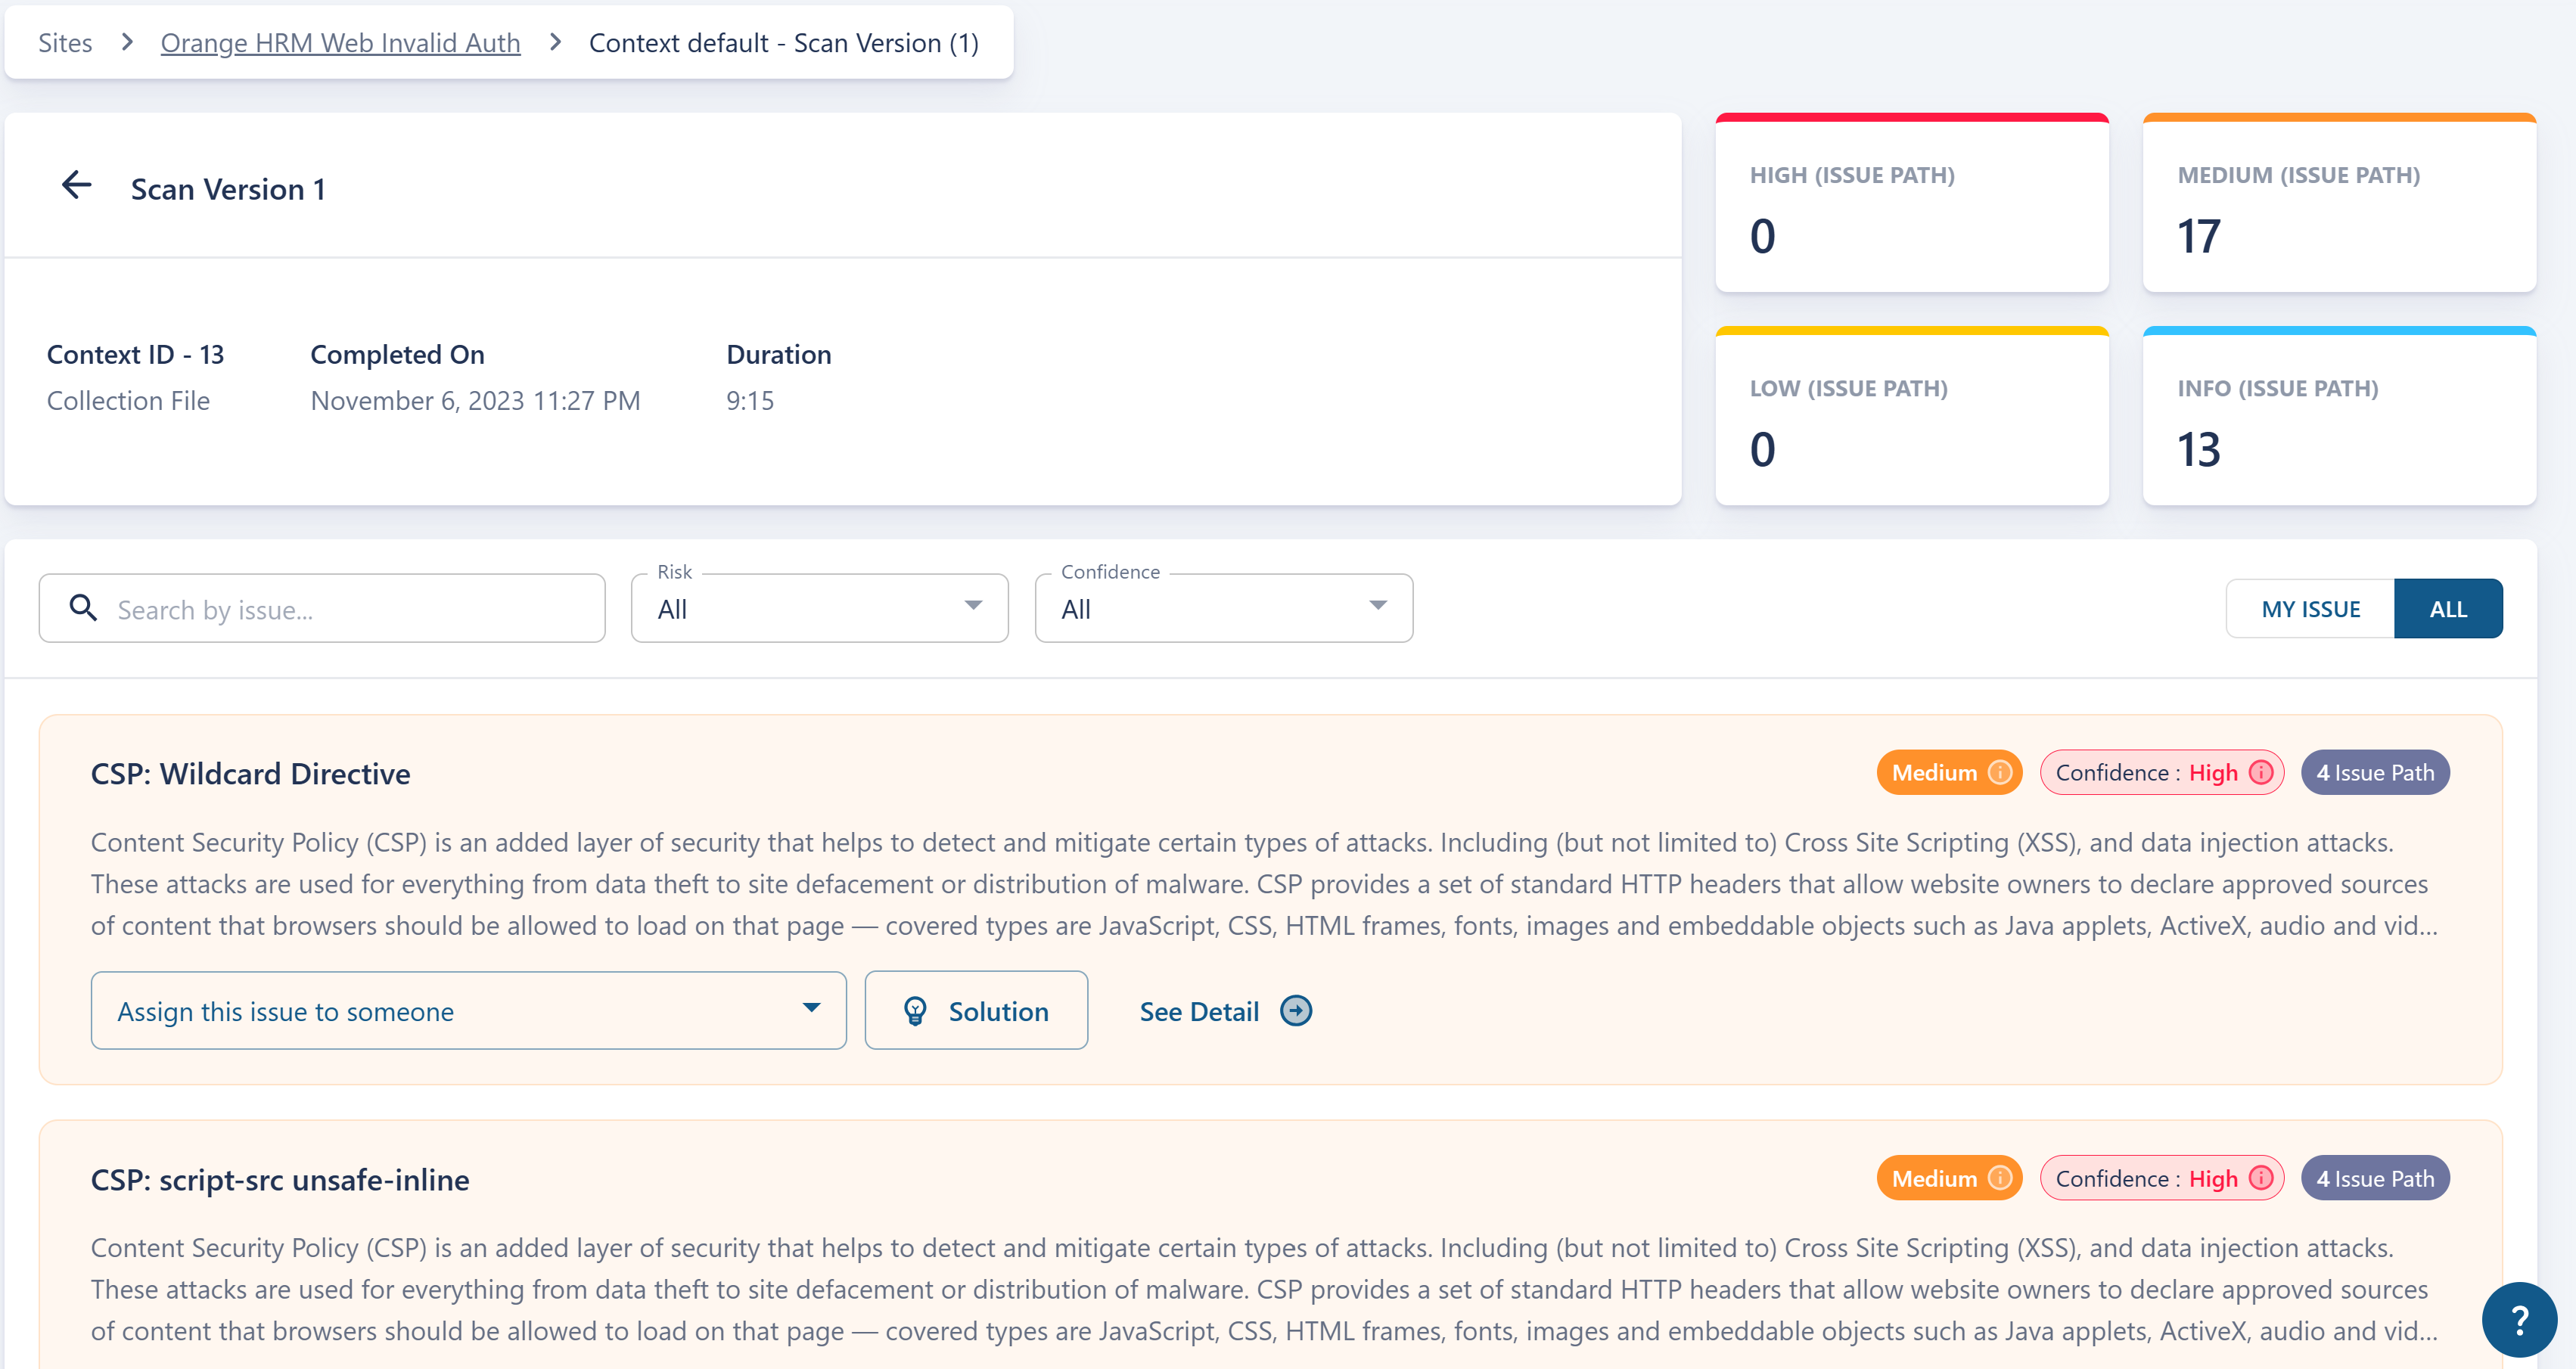 Sites > Orange HRM Web Invalid Auth > Context default - Scan Version (1)
Scan Version 1
Context ID - 13
Collection File
Completed On
November 6, 2023 11:27 PM
Duration
9:15
HIGH (ISSUE PATH)
0
MEDIUM (ISSUE PATH)
17
LOW (ISSUE PATH)
0
INFO (ISSUE PATH)
13
Search by issue...
Risk
All
Confidence
All
MY ISSUE
ALL
CSP: Wildcard Directive
Medium
Confidence : High
4 Issue Path
Content Security Policy (CSP) is an added layer of security that helps to detect and mitigate certain types of attacks. Including (but not limited to) Cross Site Scripting (XSS), and data injection attacks.
These attacks are used for everything from data theft to site defacement or distribution of malware. CSP provides a set of standard HTTP headers that allow website owners to declare approved sources
of content that browsers should be allowed to load on that page — covered types are JavaScript, CSS, HTML frames, fonts, images and embeddable objects such as Java applets, ActiveX, audio and vid...
Assign this issue to someone
Solution
See Detail
CSP: script-src unsafe-inline
Medium
Confidence : High
4 Issue Path
Content Security Policy (CSP) is an added layer of security that helps to detect and mitigate certain types of attacks. Including (but not limited to) Cross Site Scripting (XSS), and data injection attacks.
These attacks are used for everything from data theft to site defacement or distribution of malware. CSP provides a set of standard HTTP headers that allow website owners to declare approved sources
of content that browsers should be allowed to load on that page — covered types are JavaScript, CSS, HTML frames, fonts, images and embeddable objects such as Java applets, ActiveX, audio and vid...
?